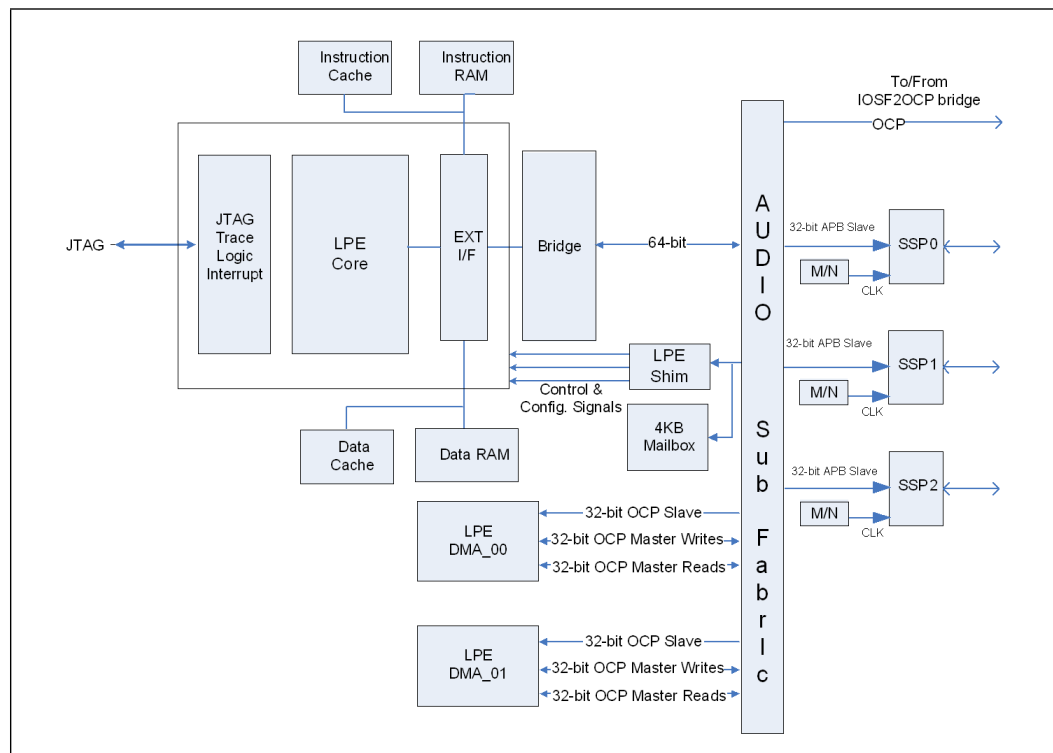 Instruction
Cache
Instruction
RAM
To/From
IOSF2OCP bridge
OCP
JTAG
JTAG
Trace
Logic
Interrupt
LPE
Core
EXT
I/F
Bridge
64-bit
AUDIO Sub FabrIc
32-bit APB Slave
SSP0
M/N
CLK
32-bit APB Slave
SSP1
M/N
CLK
32-bit APB Slave
SSP2
M/N
CLK
LPE
Shim
Control &
Config. Signals
4KB
Mailbox
Data
Cache
Data RAM
LPE
DMA_00
32-bit OCP Slave
32-bit OCP Master Writes
32-bit OCP Master Reads
LPE
DMA_01
32-bit OCP Slave
32-bit OCP Master Writes
32-bit OCP Master Reads